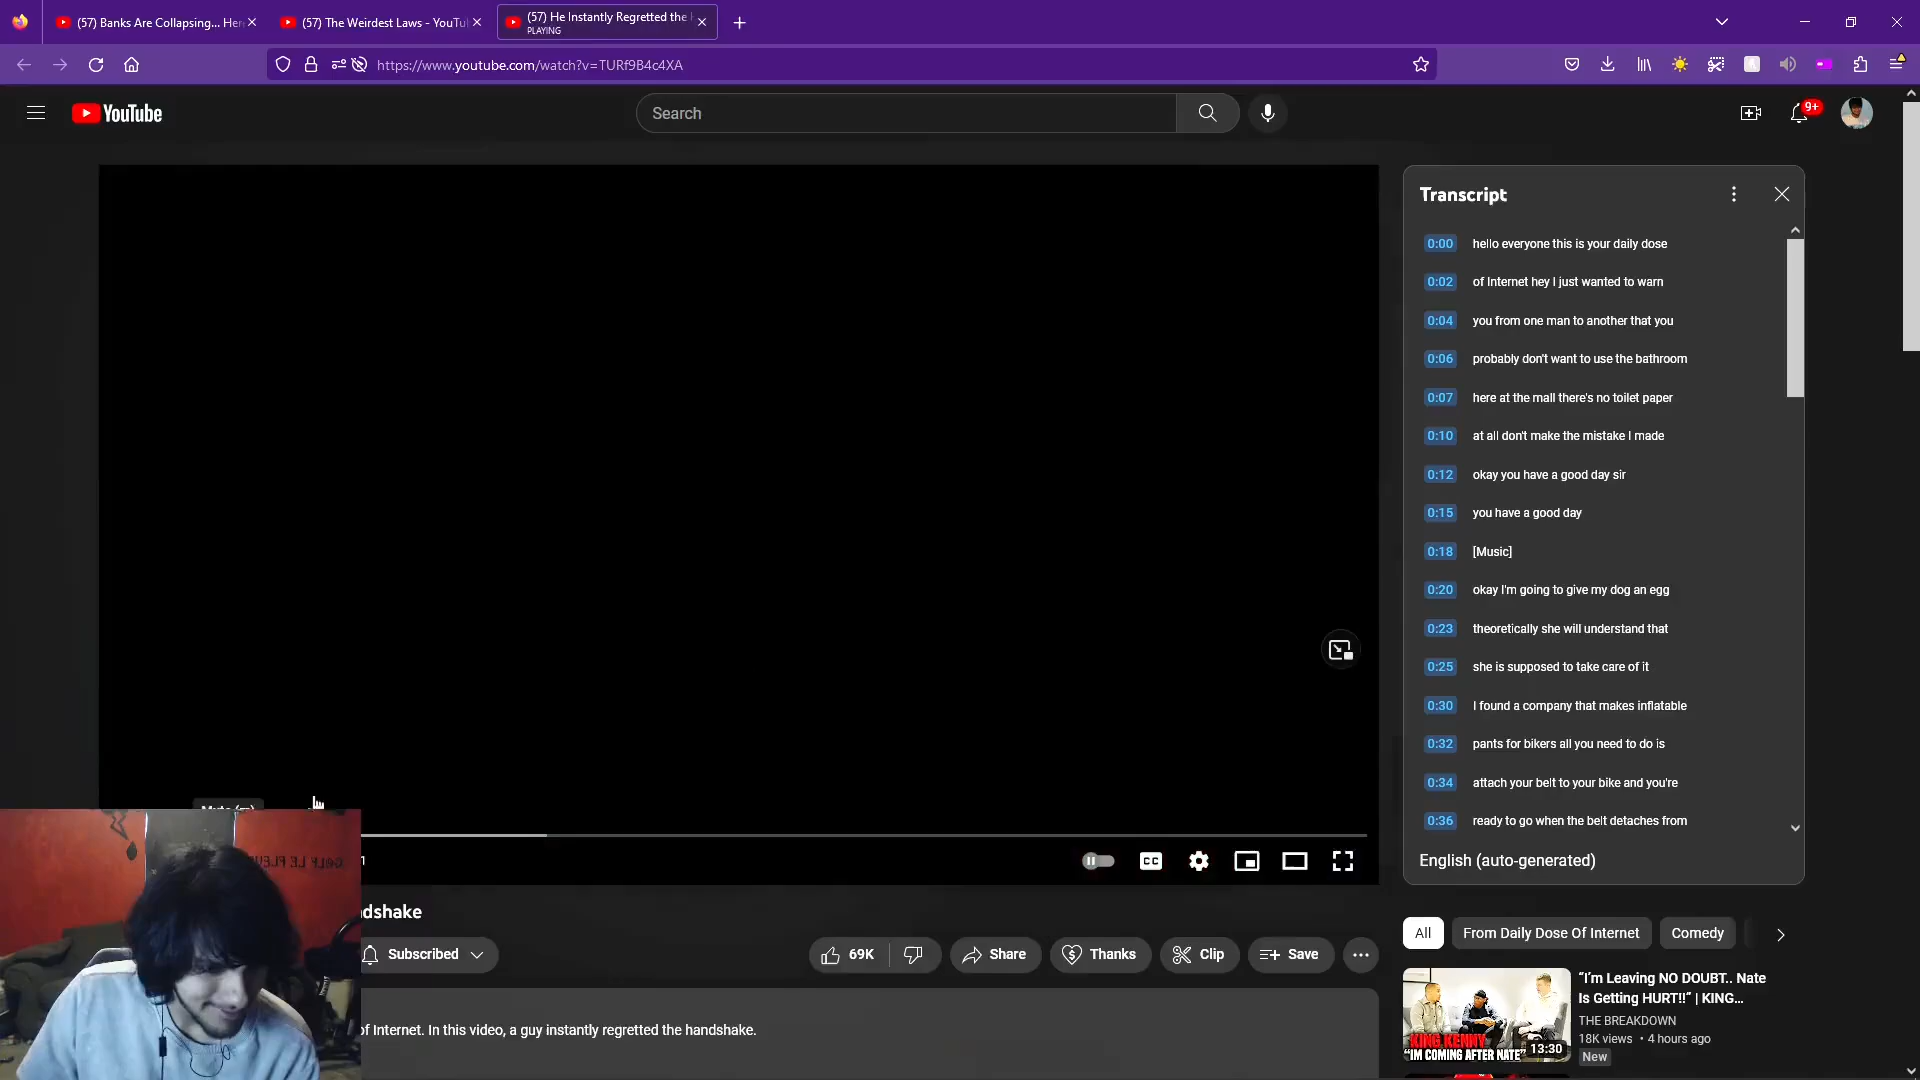 (57) Banks Are Collapsing... Her
(57) The Weirdest Laws - YouTu
(57) He Instantly Regretted the H
PLAYING
https://www.youtube.com/watch?v=TURf9B4c4XA
YouTube
Search
9+
Transcript
0:00 hello everyone this is your daily dose
0:02 of Internet hey I just wanted to warn
0:04 you from one man to another that you
0:06 probably don't want to use the bathroom
0:07 here at the mall there's no toilet paper
0:10 at all don't make the mistake I made
0:12 okay you have a good day sir
0:15 you have a good day
0:18 [Music]
0:20 okay I'm going to give my dog an egg
0:23 theoretically she will understand that
0:25 she is supposed to take care of it
0:30 I found a company that makes inflatable
0:32 pants for bikers all you need to do is
0:34 attach your belt to your bike and you're
0:36 ready to go when the belt detaches from
English (auto-generated)
CC
dshake
Subscribed
69K
Share
Thanks
Clip
Save
of Internet. In this video, a guy instantly regretted the handshake.
All
From Daily Dose Of Internet
Comedy
KING KENNY
"IM COMING AFTER NATE"
13:30
“I'm Leaving NO DOUBT.. Nate
Is Getting HURT!!” | KING...
THE BREAKDOWN
18K views • 4 hours ago
New